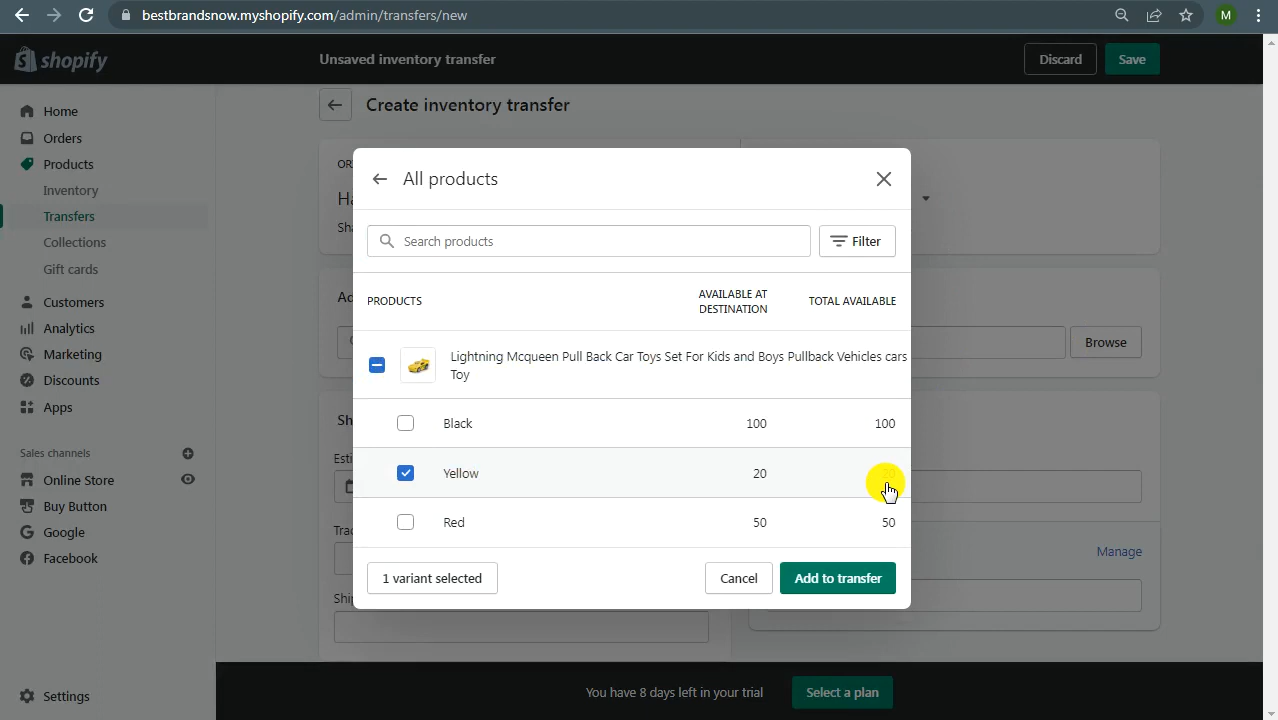 bestbrandsnow.myshopify.com/admin/transfers/new
M
shopify
Unsaved inventory transfer
Discard
Save
Home
Orders
Products
Inventory
Transfers
Collections
Gift cards
Customers
Analytics
Marketing
Discounts
Apps
Sales channels
Online Store
Buy Button
Google
Facebook
Settings
Create inventory transfer
All products
Search products
Filter
PRODUCTS
AVAILABLE AT
DESTINATION
TOTAL AVAILABLE
Lightning Mcqueen Pull Back Car Toys Set For Kids and Boys Pullback Vehicles cars
Toy
Black 100 100
Yellow 20 20
Red 50 50
1 variant selected
Cancel
Add to transfer
Browse
Manage
You have 8 days left in your trial
Select a plan